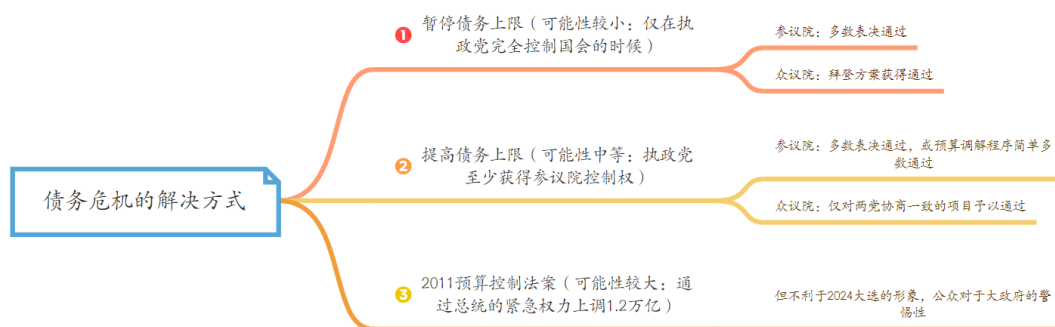 债务危机的解决方式
❶
暂停债务上限（可能性较小：仅在执
政党完全控制国会的时候）
参议院：多数表决通过
众议院：拜登方案获得通过
❷
提高债务上限（可能性中等：执政党
至少获得参议院控制权）
参议院：多数表决通过，或预算调解程序简单多
数通过
众议院：仅对两党协商一致的项目予以通过
❸
2011预算控制法案（可能性较大：通
过总统的紧急权力上调1.2万亿）
但不利于2024大选的形象，公众对于大政府的警
惕性